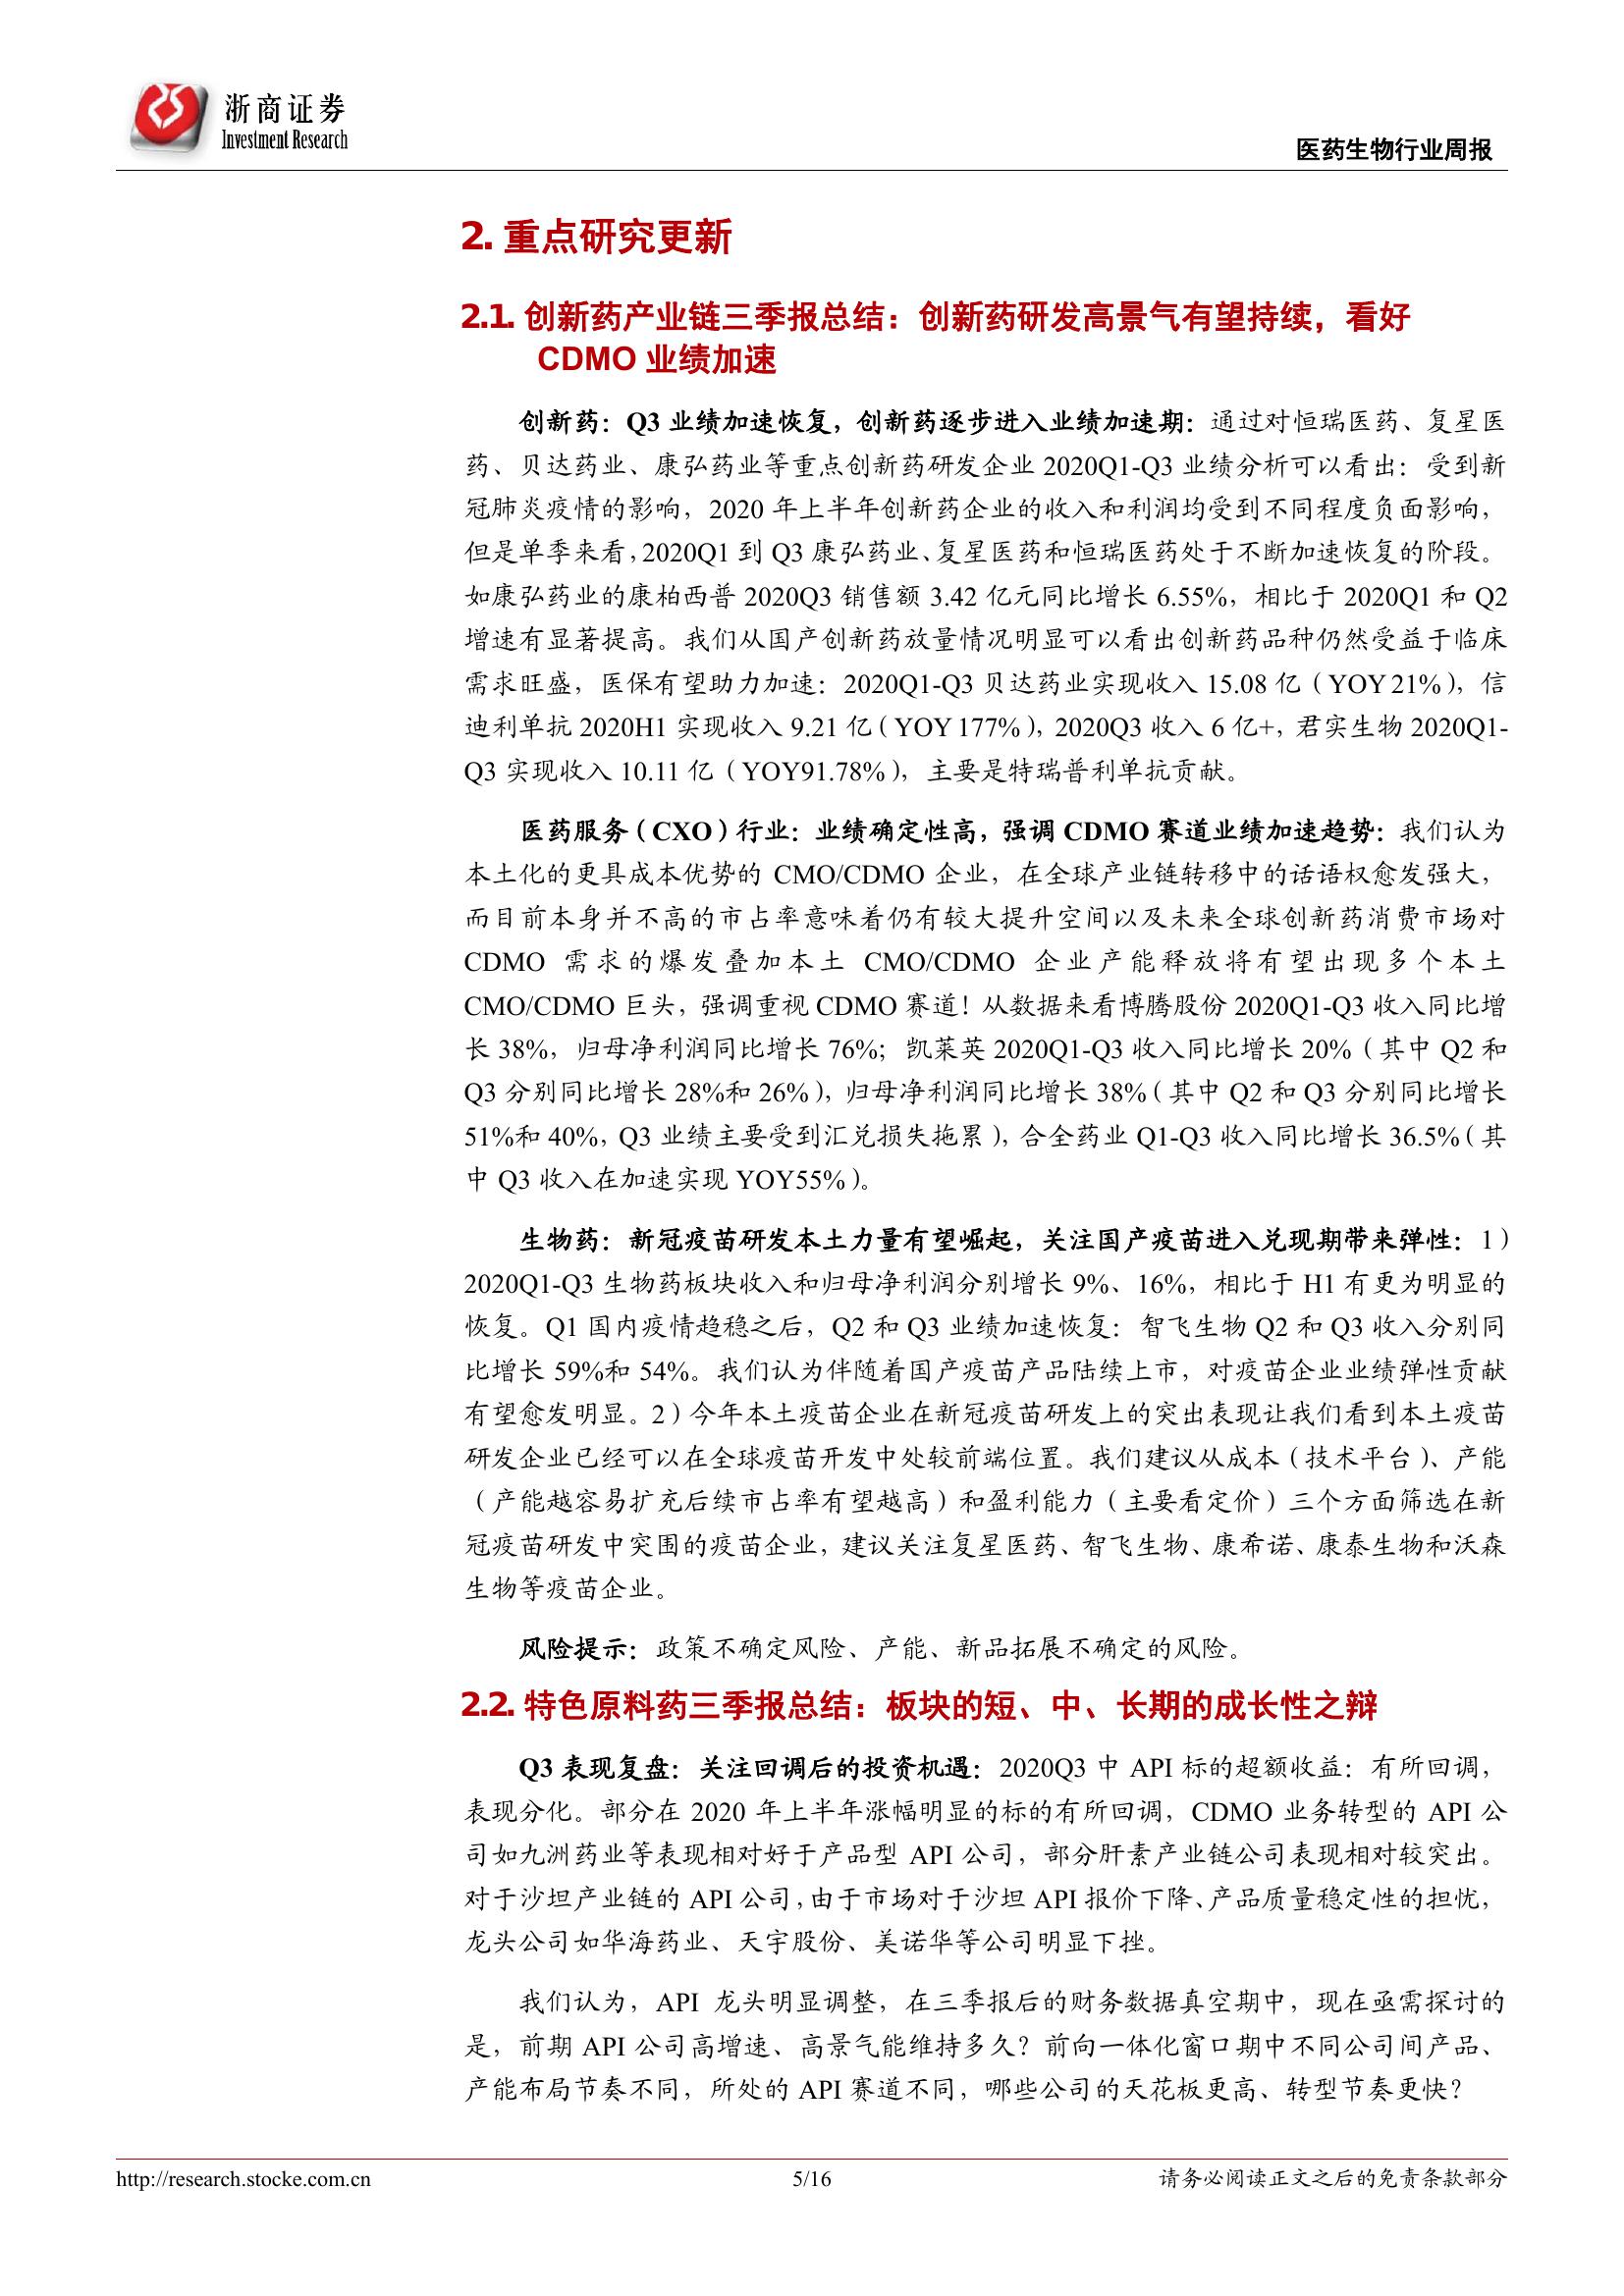 浙商证券
Investment Research
医药生物行业周报
2. 重点研究更新
2.1. 创新药产业链三季报总结：创新药研发高景气有望持续，看好
CDMO 业绩加速
创新药：Q3 业绩加速恢复，创新药逐步进入业绩加速期：通过对恒瑞医药、复星医
药、贝达药业、康弘药业等重点创新药研发企业 2020Q1-Q3 业绩分析可以看出：受到新
冠肺炎疫情的影响，2020 年上半年创新药企业的收入和利润均受到不同程度负面影响，
但是单季来看，2020Q1 到 Q3 康弘药业、复星医药和恒瑞医药处于不断加速恢复的阶段。
如康弘药业的康柏西普 2020Q3 销售额 3.42 亿元同比增长 6.55%，相比于 2020Q1 和 Q2
增速有显著提高。我们从国产创新药放量情况明显可以看出创新药品种仍然受益于临床
需求旺盛，医保有望助力加速：2020Q1-Q3 贝达药业实现收入 15.08 亿（YOY 21%），信
迪利单抗 2020H1 实现收入 9.21 亿（YOY 177%），2020Q3 收入 6 亿+，君实生物 2020Q1-
Q3 实现收入 10.11 亿（YOY91.78%），主要是特瑞普利单抗贡献。
医药服务（CXO）行业：业绩确定性高，强调 CDMO 赛道业绩加速趋势：我们认为
本土化的更具成本优势的 CMO/CDMO 企业，在全球产业链转移中的话语权愈发强大，
而目前本身并不高的市占率意味着仍有较大提升空间以及未来全球创新药消费市场对
CDMO 需求的爆发叠加本土 CMO/CDMO 企业产能释放将有望出现多个本土
CMO/CDMO 巨头，强调重视 CDMO 赛道！从数据来看博腾股份 2020Q1-Q3 收入同比增
长 38%，归母净利润同比增长 76%；凯莱英 2020Q1-Q3 收入同比增长 20%（其中 Q2 和
Q3 分别同比增长 28%和 26%），归母净利润同比增长 38%（其中 Q2 和 Q3 分别同比增长
51%和 40%，Q3 业绩主要受到汇兑损失拖累），合全药业 Q1-Q3 收入同比增长 36.5%（其
中 Q3 收入在加速实现 YOY55%）。
生物药：新冠疫苗研发本土力量有望崛起，关注国产疫苗进入兑现期带来弹性：1）
2020Q1-Q3 生物药板块收入和归母净利润分别增长 9%、16%，相比于 H1 有更为明显的
恢复。Q1 国内疫情趋稳之后，Q2 和 Q3 业绩加速恢复：智飞生物 Q2 和 Q3 收入分别同
比增长 59%和 54%。我们认为伴随着国产疫苗产品陆续上市，对疫苗企业业绩弹性贡献
有望愈发明显。2）今年本土疫苗企业在新冠疫苗研发上的突出表现让我们看到本土疫苗
研发企业已经可以在全球疫苗开发中处较前端位置。我们建议从成本（技术平台）、产能
（产能越容易扩充后续市占率有望越高）和盈利能力（主要看定价）三个方面筛选在新
冠疫苗研发中突围的疫苗企业，建议关注复星医药、智飞生物、康希诺、康泰生物和沃森
生物等疫苗企业。
风险提示：政策不确定风险、产能、新品拓展不确定的风险。
2.2. 特色原料药三季报总结：板块的短、中、长期的成长性之辩
Q3 表现复盘：关注回调后的投资机遇：2020Q3 中 API 标的超额收益：有所回调，
表现分化。部分在 2020 年上半年涨幅明显的标的有所回调，CDMO 业务转型的 API 公
司如九洲药业等表现相对好于产品型 API 公司，部分肝素产业链公司表现相对较突出。
对于沙坦产业链的 API 公司，由于市场对于沙坦 API 报价下降、产品质量稳定性的担忧，
龙头公司如华海药业、天宇股份、美诺华等公司明显下挫。
我们认为，API 龙头明显调整，在三季报后的财务数据真空期中，现在亟需探讨的
是，前期 API 公司高增速、高景气能维持多久？前向一体化窗口期中不同公司间产品、
产能布局节奏不同，所处的 API 赛道不同，哪些公司的天花板更高、转型节奏更快？
http://research.stocke.com.cn
5/16
请务必阅读正文之后的免责条款部分